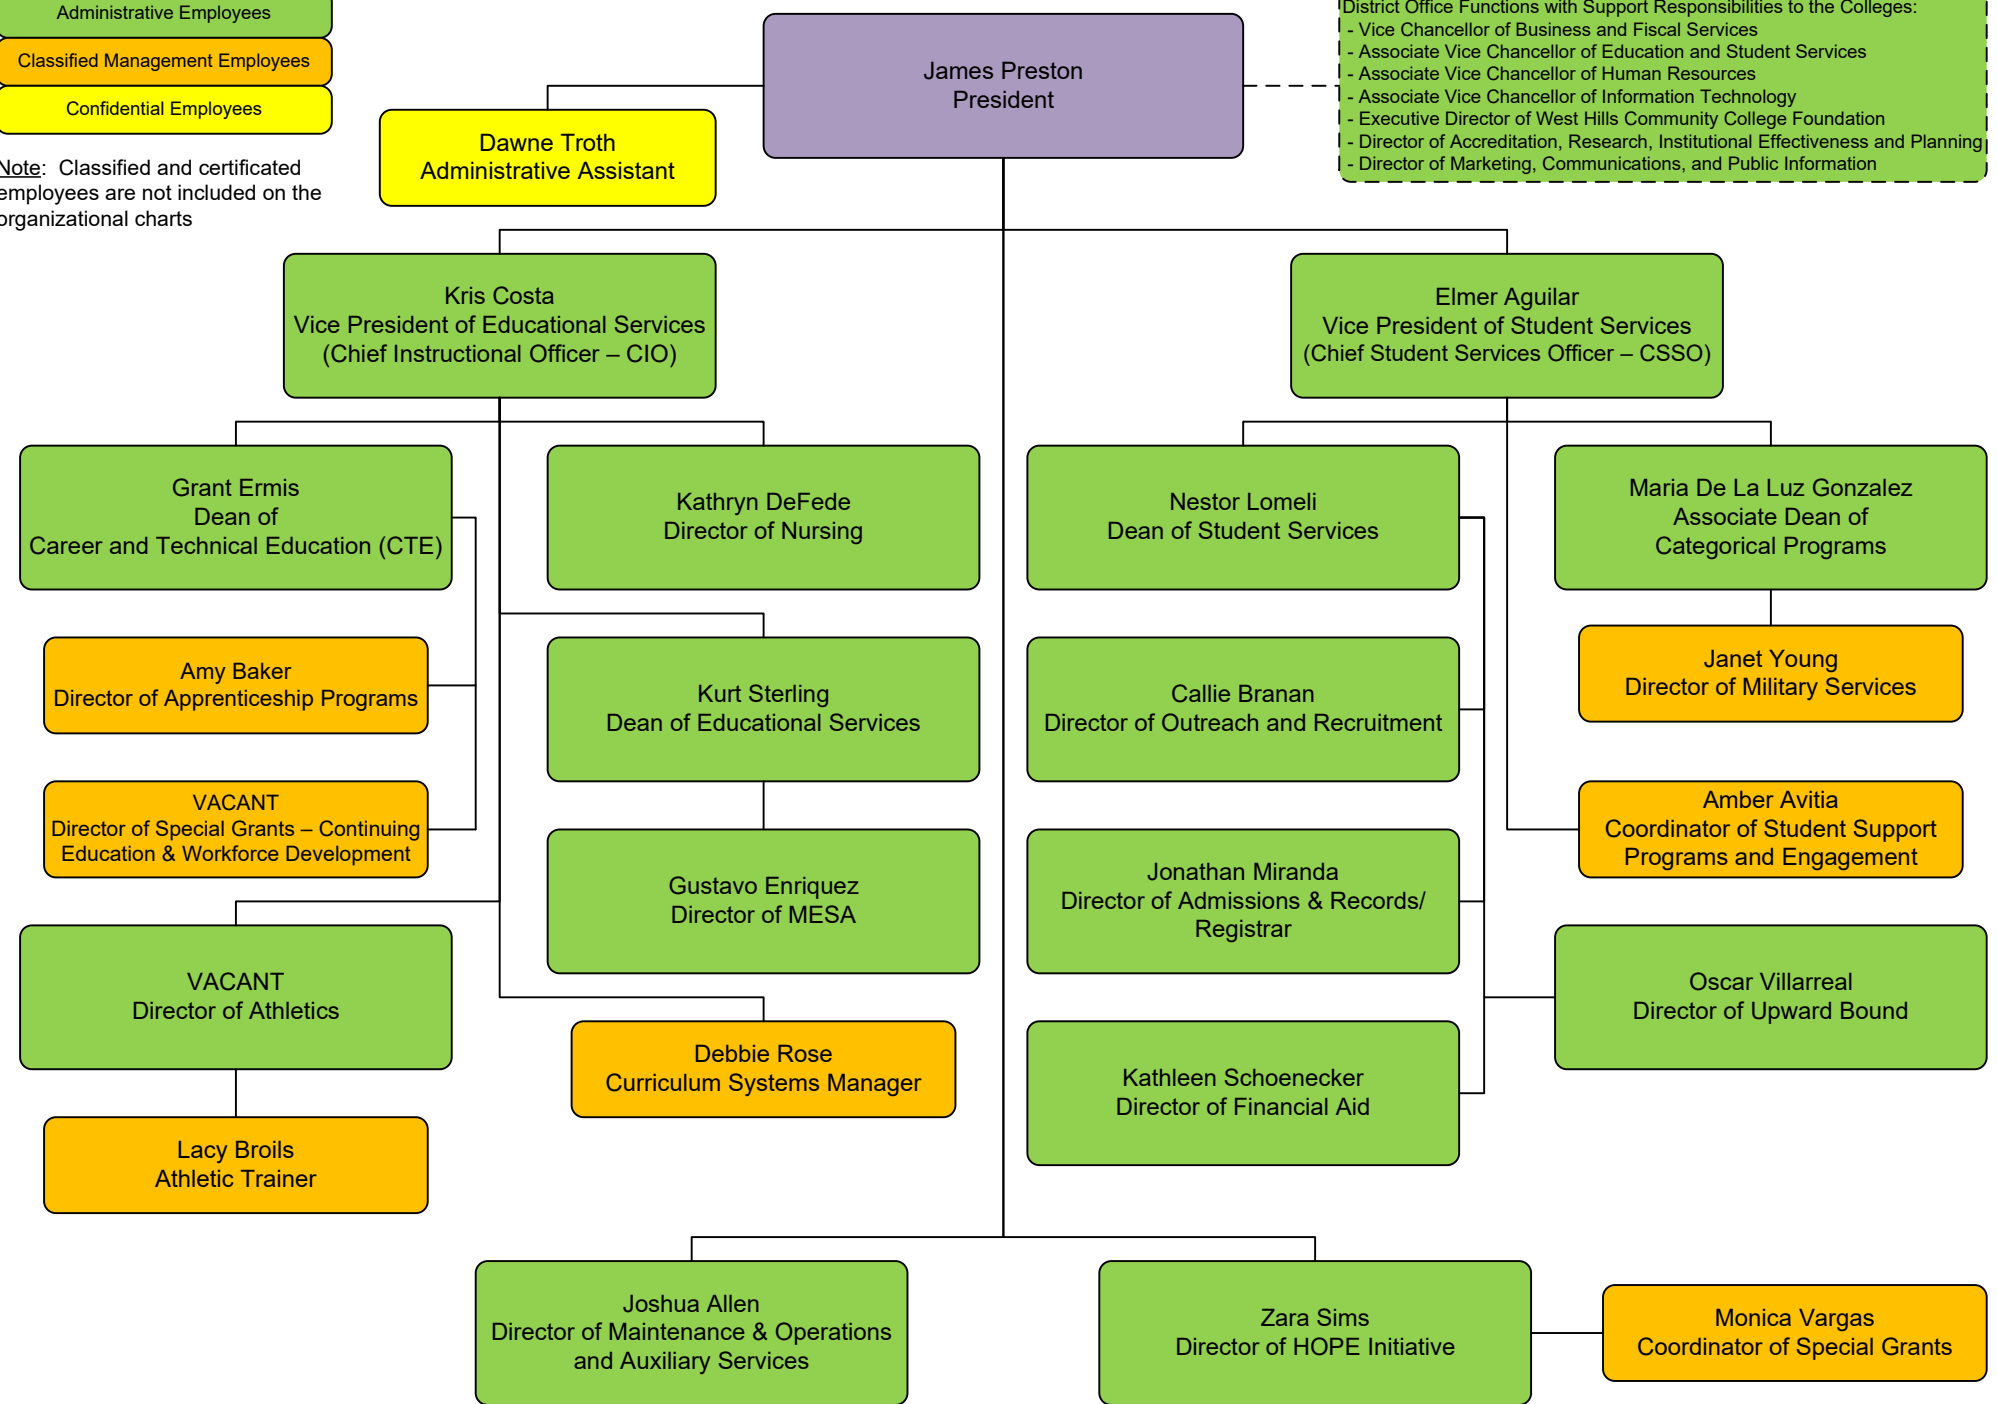 Administrative Employees
Classified Management Employees
Confidential Employees
Note:  Classified and certificated
employees are not included on the
organizational charts
James Preston
President
District Office Functions with Support Responsibilities to the Colleges:
- Vice Chancellor of Business and Fiscal Services
- Associate Vice Chancellor of Education and Student Services
- Associate Vice Chancellor of Human Resources
- Associate Vice Chancellor of Information Technology
- Executive Director of West Hills Community College Foundation
- Director of Accreditation, Research, Institutional Effectiveness and Planning
- Director of Marketing, Communications, and Public Information
Dawne Troth
Administrative Assistant
Kris Costa
Vice President of Educational Services
(Chief Instructional Officer – CIO)
Elmer Aguilar
Vice President of Student Services
(Chief Student Services Officer – CSSO)
Grant Ermis
Dean of
Career and Technical Education (CTE)
Kathryn DeFede
Director of Nursing
Nestor Lomeli
Dean of Student Services
Maria De La Luz Gonzalez
Associate Dean of
Categorical Programs
Amy Baker
Director of Apprenticeship Programs
Kurt Sterling
Dean of Educational Services
Callie Branan
Director of Outreach and Recruitment
Janet Young
Director of Military Services
VACANT
Director of Special Grants – Continuing
Education & Workforce Development
Gustavo Enriquez
Director of MESA
Jonathan Miranda
Director of Admissions & Records/
Registrar
Amber Avitia
Coordinator of Student Support
Programs and Engagement
VACANT
Director of Athletics
Debbie Rose
Curriculum Systems Manager
Kathleen Schoenecker
Director of Financial Aid
Oscar Villarreal
Director of Upward Bound
Lacy Broils
Athletic Trainer
Joshua Allen
Director of Maintenance & Operations
and Auxiliary Services
Zara Sims
Director of HOPE Initiative
Monica Vargas
Coordinator of Special Grants